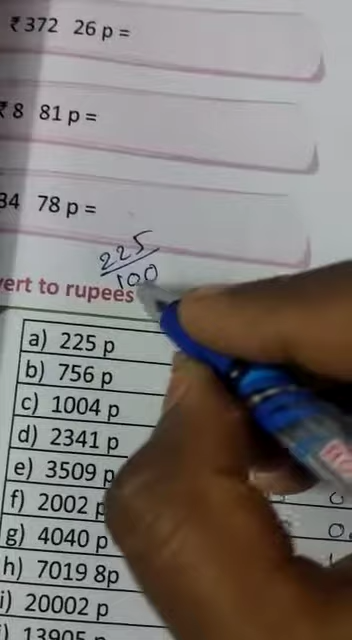 ₹372 26 p =
₹ 8 81 p =
34 78 p =
225
100
vert to rupees
a) 225 p
b) 756 p
c) 1004 p
d) 2341 p
e) 3509 p
f) 2002 p
g) 4040 p
h) 7019 8p
i) 20002 p
13905 p